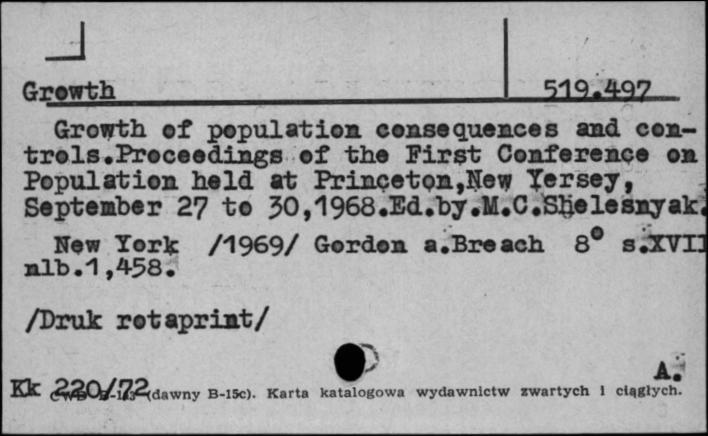 Growth 519.497
Growth of population consequences and con-
trols.Proceedings of the First Conference on
Population held at Princeton,New Yersey,
September 27 to 30,1968.Ed.by.M.C.Shelesnyak.
New York /1969/ Gordon a.Breach 8° s.XVII
nlb.1,458.
/Druk rotaprint/
A.
Kk 220/72
(dawny B-15c). Karta katalogowa wydawnictw zwartych i ciągłych.